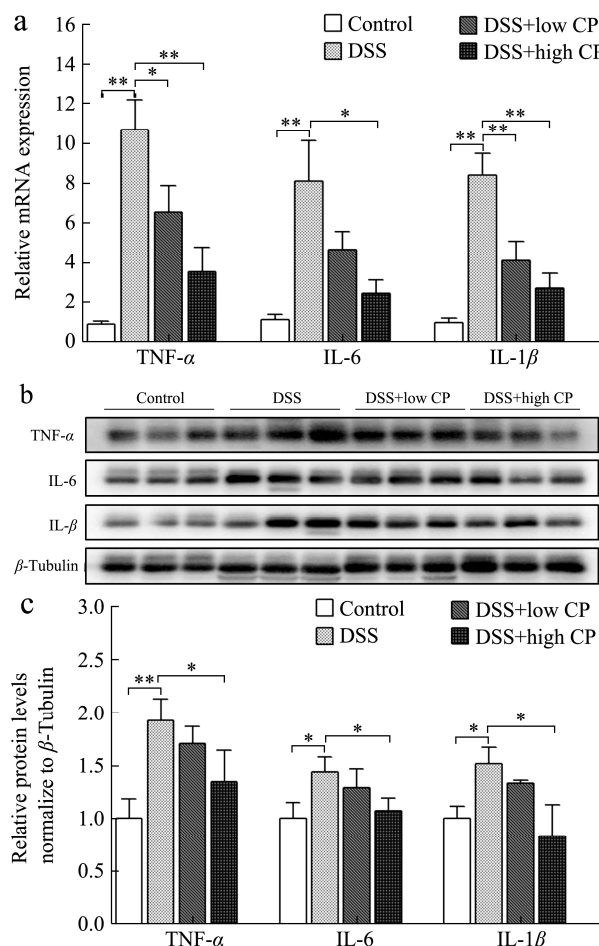 a
Control
DSS
DSS+low CP
DSS+high CP
Relative mRNA expression
16
14
12
10
8
6
4
2
0
**
*
**
**
*
**
**
**
TNF-α
IL-6
IL-1β
b
Control
DSS
DSS+low CP
DSS+high CP
TNF-α
IL-6
IL-β
β-Tubulin
c
Control
DSS
DSS+low CP
DSS+high CP
Relative protein levels
normalize to β-Tubulin
3.0
2.5
2.0
1.5
1.0
0.5
0.0
**
*
*
*
*
*
TNF-α
IL-6
IL-1β